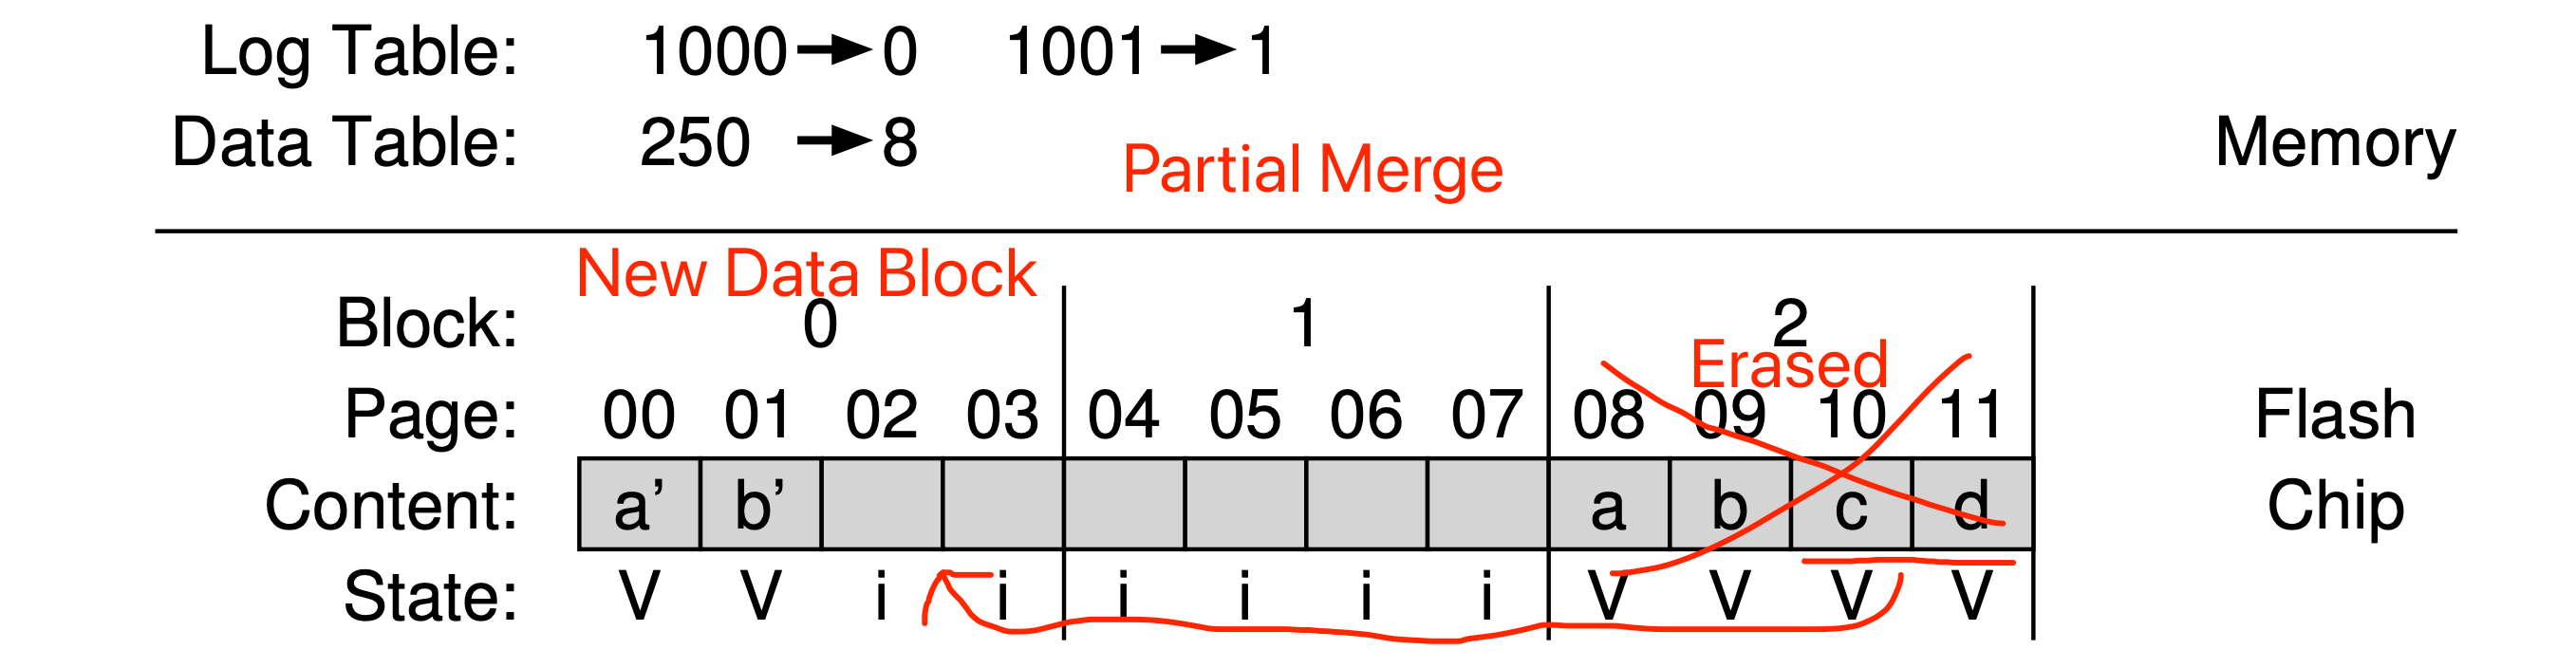 Log Table: 1000→0 1001→1
Data Table: 250 →8
Memory
Partial Merge
New Data Block
Block: 0 1 2
Erased
Page: 00 01 02 03 04 05 06 07 08 09 10 11 Flash
Content: a’ b’ a b c d Chip
State: V V i i i i i i V V V V